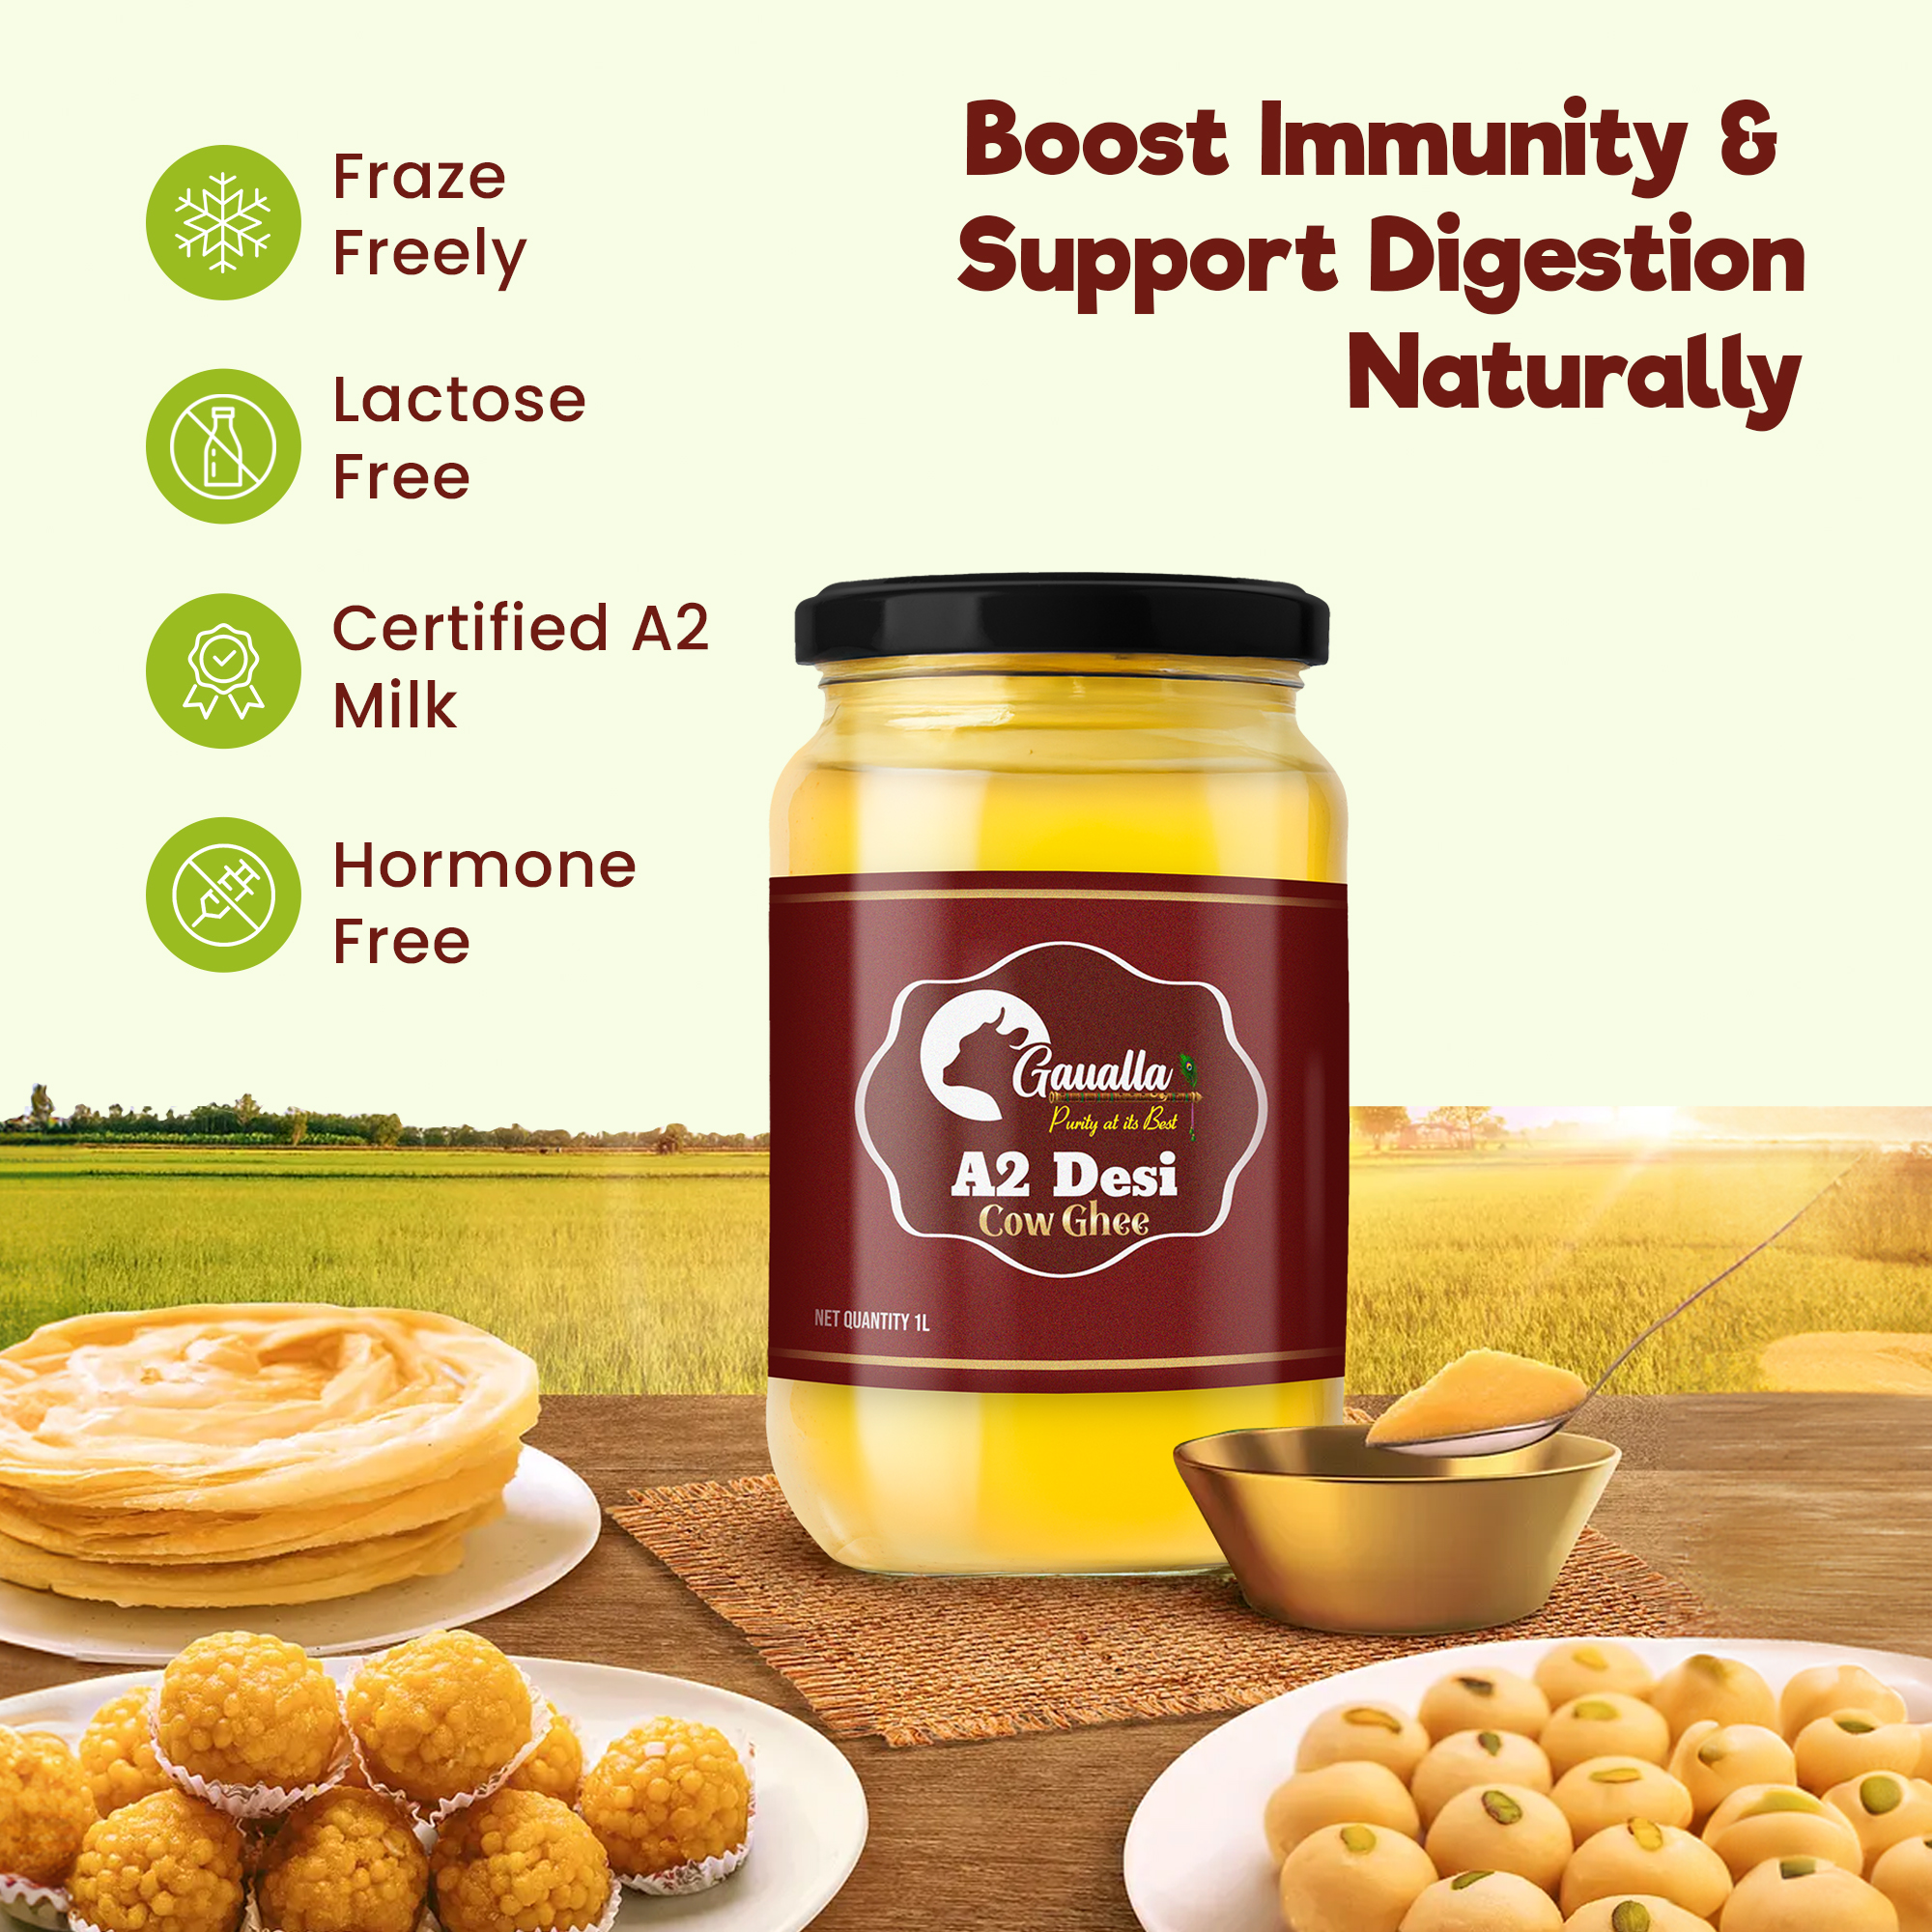 Boost Immunity &
Support Digestion
Naturally
Fraze
Freely
Lactose
Free
Certified A2
Milk
Hormone
Free
Gaualla
Purity at its Best
A2 Desi
Cow Ghee
NET QUANTITY 1L